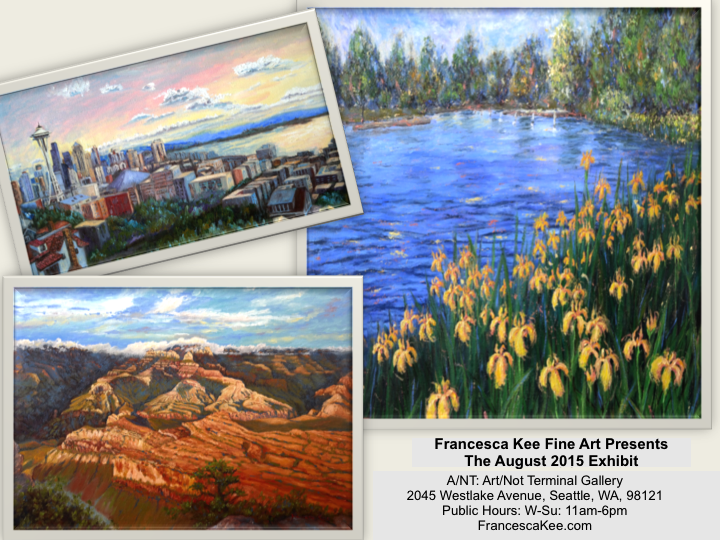 Francesca Kee Fine Art Presents
The August 2015 Exhibit
A/NT: Art/Not Terminal Gallery
2045 Westlake Avenue, Seattle, WA, 98121
Public Hours: W-Su: 11am-6pm
FrancescaKee.com